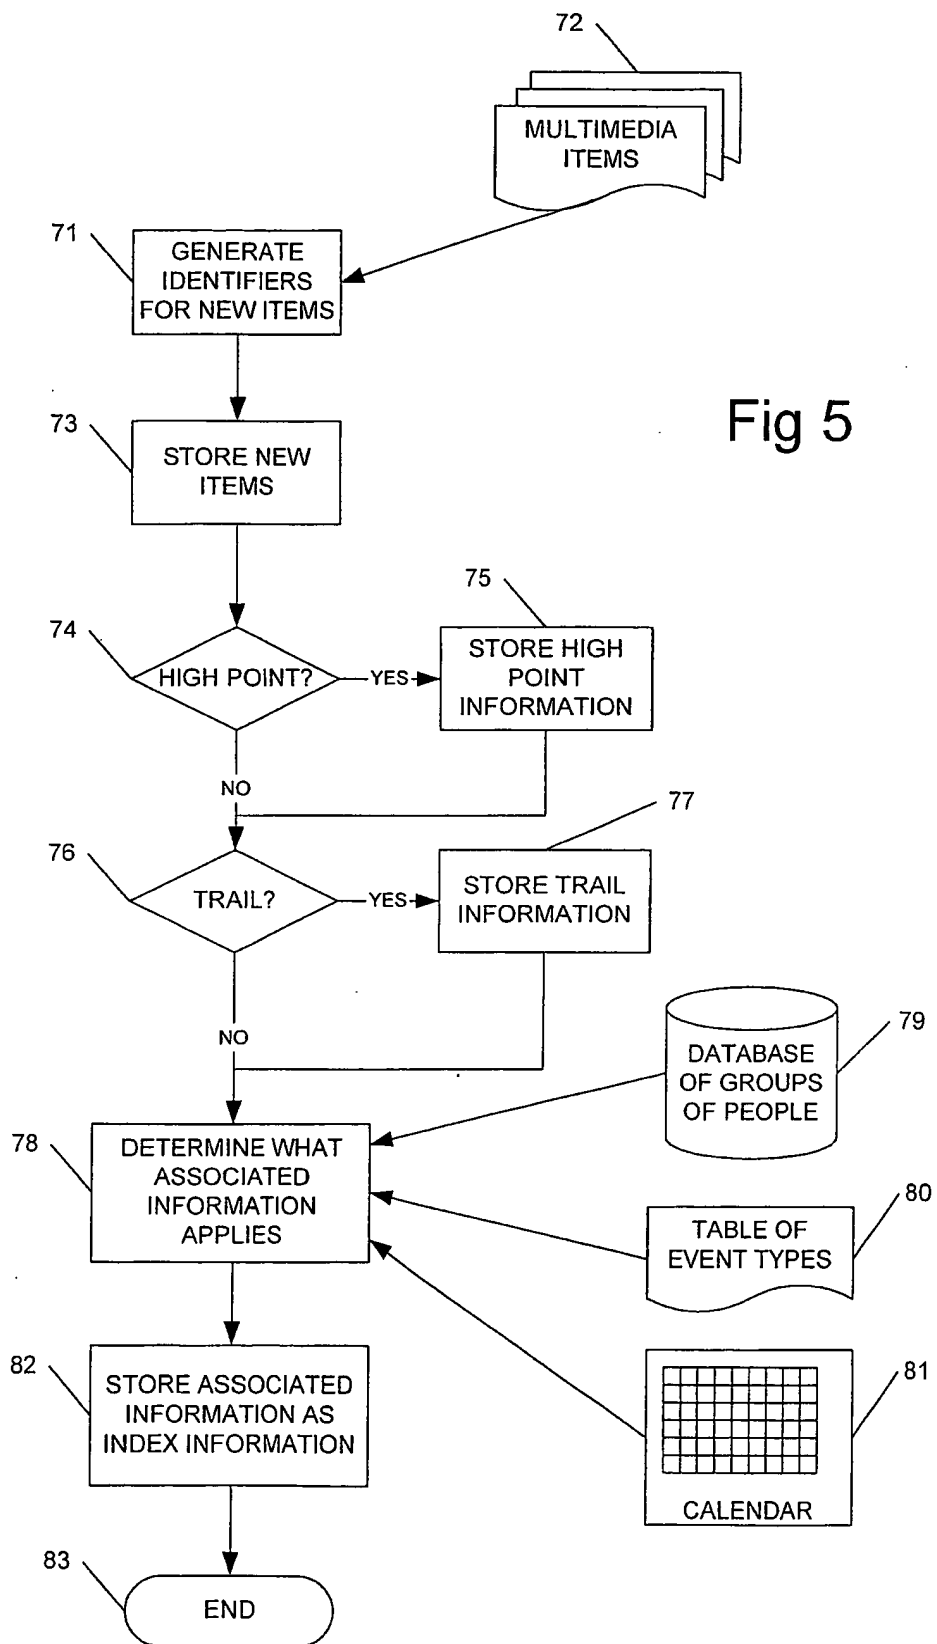 72
MULTIMEDIA
ITEMS
71
GENERATE
IDENTIFIERS
FOR NEW ITEMS
Fig 5
73
STORE NEW
ITEMS
75
74
HIGH POINT?
YES
STORE HIGH
POINT
INFORMATION
NO
77
76
TRAIL?
YES
STORE TRAIL
INFORMATION
NO
79
DATABASE
OF GROUPS
OF PEOPLE
78
DETERMINE WHAT
ASSOCIATED
INFORMATION
APPLIES
80
TABLE OF
EVENT TYPES
82
STORE ASSOCIATED
INFORMATION AS
INDEX INFORMATION
81
CALENDAR
83
END